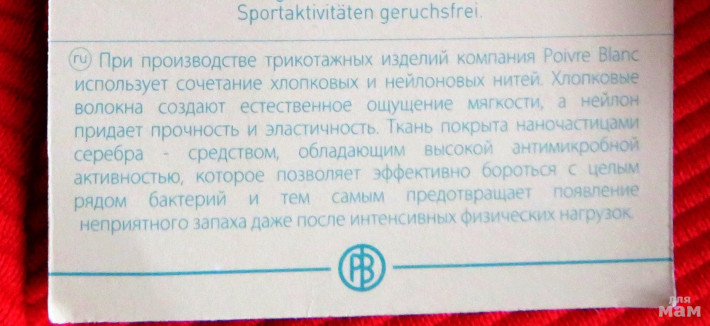 Sportaktivitäten geruchsfrei.
ru При производстве трикотажных изделий компания Poivre Blanc
использует сочетание хлопковых и нейлоновых нитей. Хлопковые
волокна создают естественное ощущение мягкости, а нейлон
придает прочность и эластичность. Ткань покрыта наночастицами
серебра - средством, обладающим высокой антимикробной
активностью, которое позволяет эффективно бороться с целым
рядом бактерий и тем самым предотвращает появление
неприятного запаха даже после интенсивных физических нагрузок.
PB
для
мам